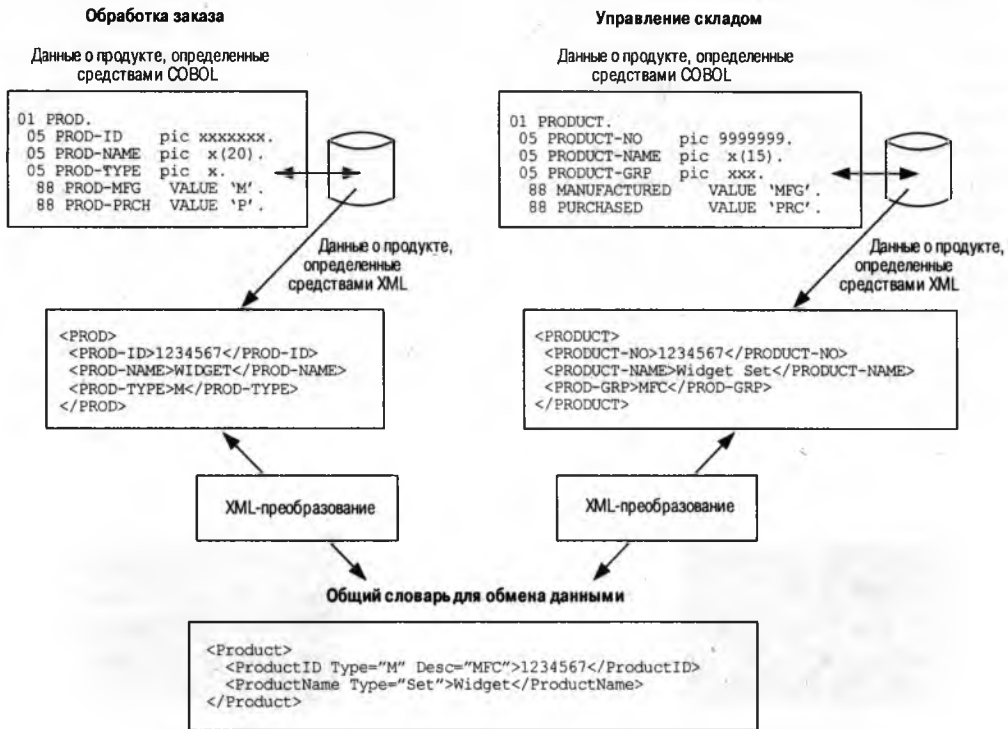 Обработка заказа
Данные о продукте, определенные
средствами COBOL
01 PROD.
05 PROD-ID pic xxxxxxx.
05 PROD-NAME pic x(20).
05 PROD-TYPE pic x.
88 PROD-MFG VALUE 'M'.
88 PROD-PRCH VALUE 'P'.
Данные о продукте,
определенные
средствами XML
<PROD>
<PROD-ID>1234567</PROD-ID>
<PROD-NAME>WIDGET</PROD-NAME>
<PROD-TYPE>M</PROD-TYPE>
</PROD>
XML-преобразование
Управление складом
Данные о продукте, определенные
средствами COBOL
01 PRODUCT.
05 PRODUCT-NO pic 9999999.
05 PRODUCT-NAME pic x(15).
05 PRODUCT-GRP pic xxx.
88 MANUFACTURED VALUE 'MFG'.
88 PURCHASED VALUE 'PRC'.
Данные о продукте,
определенные
средствами XML
<PRODUCT>
<PRODUCT-NO>1234567</PRODUCT-NO>
<PRODUCT-NAME>Widget Set</PRODUCT-NAME>
<PROD-GRP>MFC</PROD-GRP>
</PRODUCT>
XML-преобразование
Общий словарь для обмена данными
<Product>
<ProductID Type="M" Desc="MFC">1234567</ProductID>
<ProductName Type="Set">Widget</ProductName>
</Product>